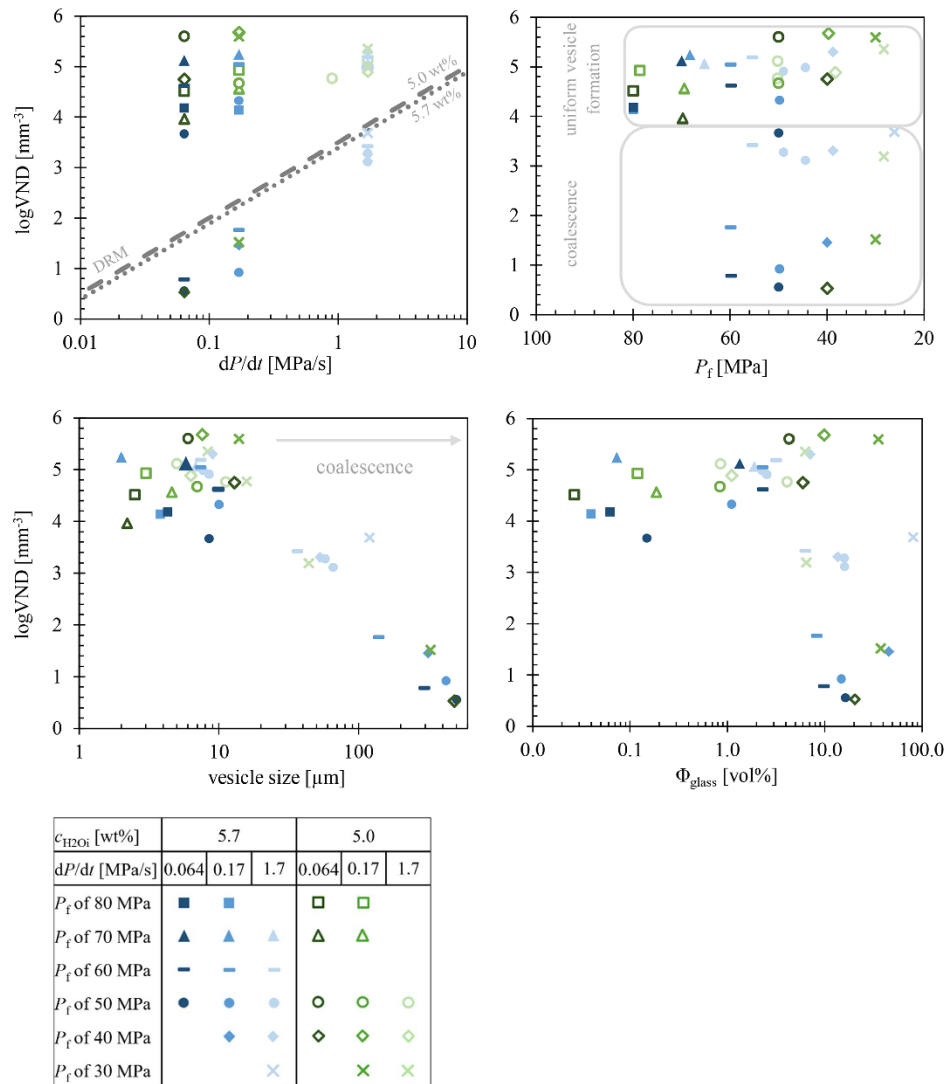 6
5
4
3
2
1
0
logVND [mm⁻³]
5.0 wt%
5.7 wt%
DRM
0.01
0.1
1
10
dP/dt [MPa/s]
6
5
4
3
2
1
0
uniform vesicle
formation
coalescence
100
80
60
40
20
Pf [MPa]
6
5
4
3
2
1
0
logVND [mm⁻³]
coalescence
1
10
100
vesicle size [µm]
6
5
4
3
2
1
0
0.0
0.1
1.0
10.0
100.0
Φglass [vol%]
cH2Oi [wt%] 5.7 5.0
dP/dt [MPa/s] 0.064 0.17 1.7 0.064 0.17 1.7
Pf of 80 MPa
Pf of 70 MPa
Pf of 60 MPa
Pf of 50 MPa
Pf of 40 MPa
Pf of 30 MPa